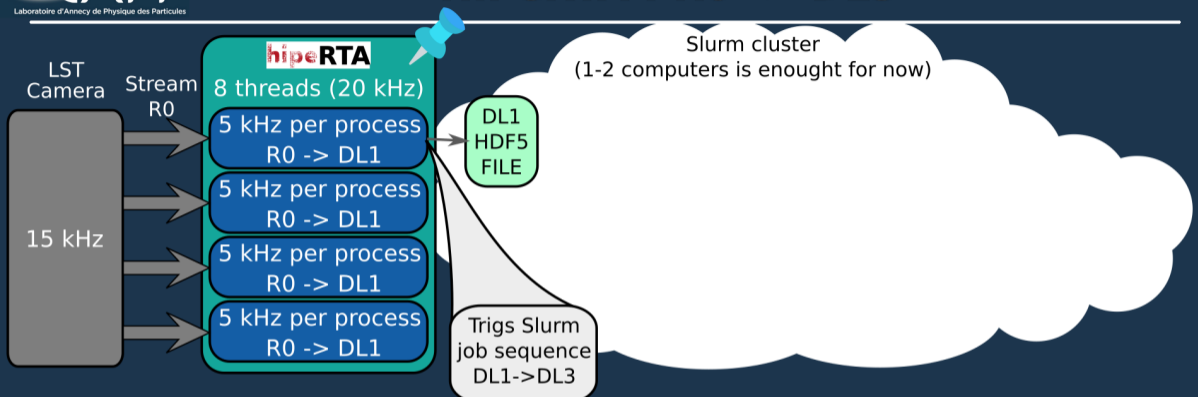 Laboratoire d'Annecy de Physique des Particules
LST
Camera
15 kHz
Stream
R0
hipeRTA
8 threads (20 kHz)
5 kHz per process
R0 -> DL1
5 kHz per process
R0 -> DL1
5 kHz per process
R0 -> DL1
5 kHz per process
R0 -> DL1
DL1
HDF5
FILE
Trigs Slurm
job sequence
DL1->DL3
Slurm cluster
(1-2 computers is enought for now)